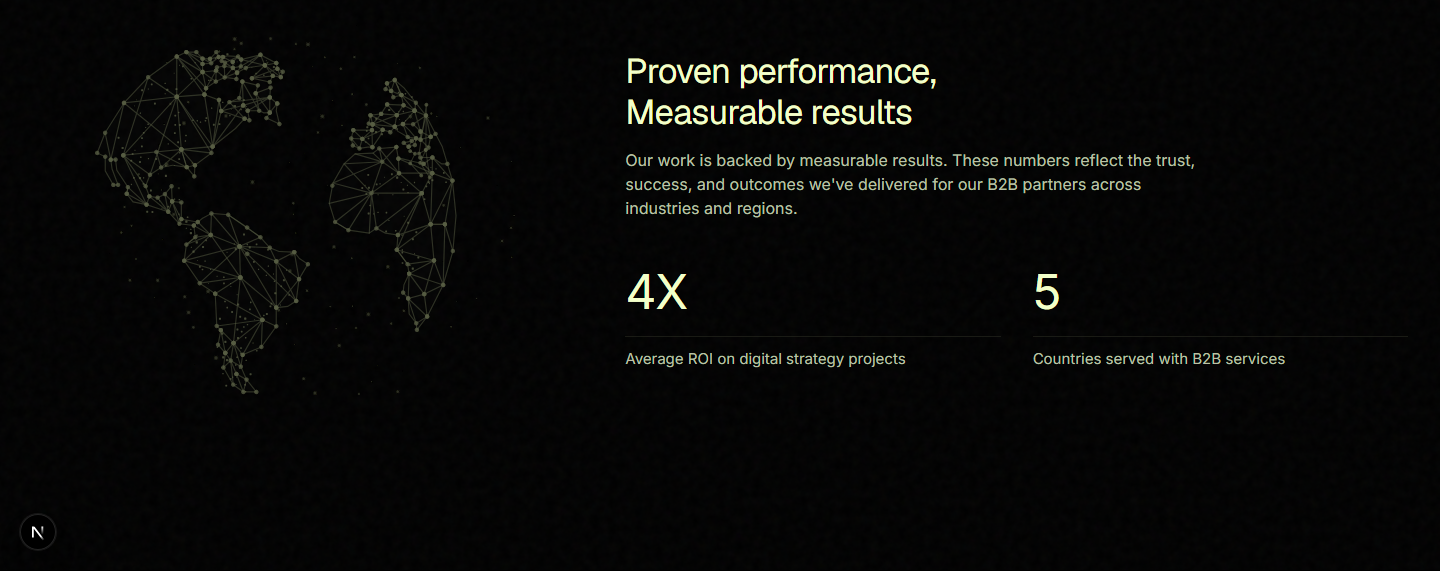 Proven performance,
Measurable results
Our work is backed by measurable results. These numbers reflect the trust,
success, and outcomes we've delivered for our B2B partners across
industries and regions.
4X
5
Average ROI on digital strategy projects
Countries served with B2B services
N